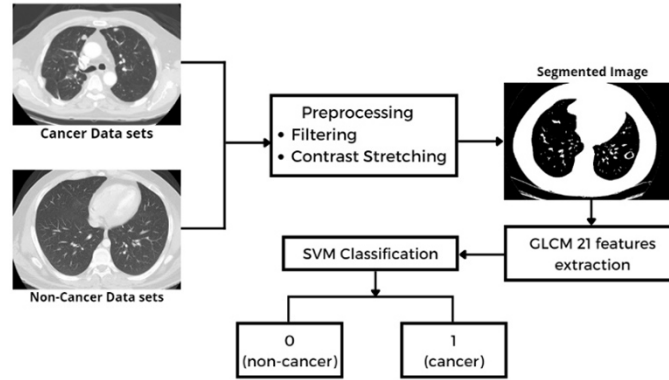 Cancer Data sets
Non-Cancer Data sets
Preprocessing
• Filtering
• Contrast Stretching
Segmented Image
GLCM 21 features
extraction
SVM Classification
0
(non-cancer)
1
(cancer)